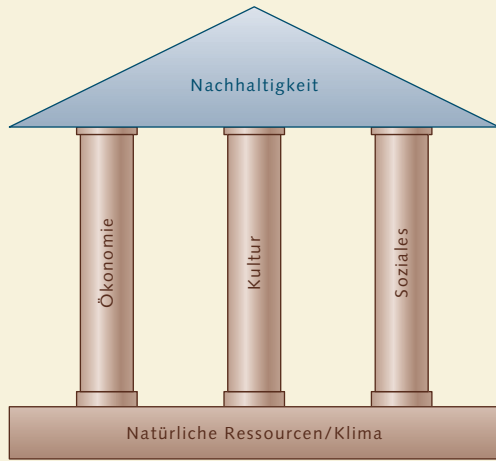 Nachhaltigkeit
Ökonomie
Kultur
Soziales
Natürliche Ressourcen/Klima